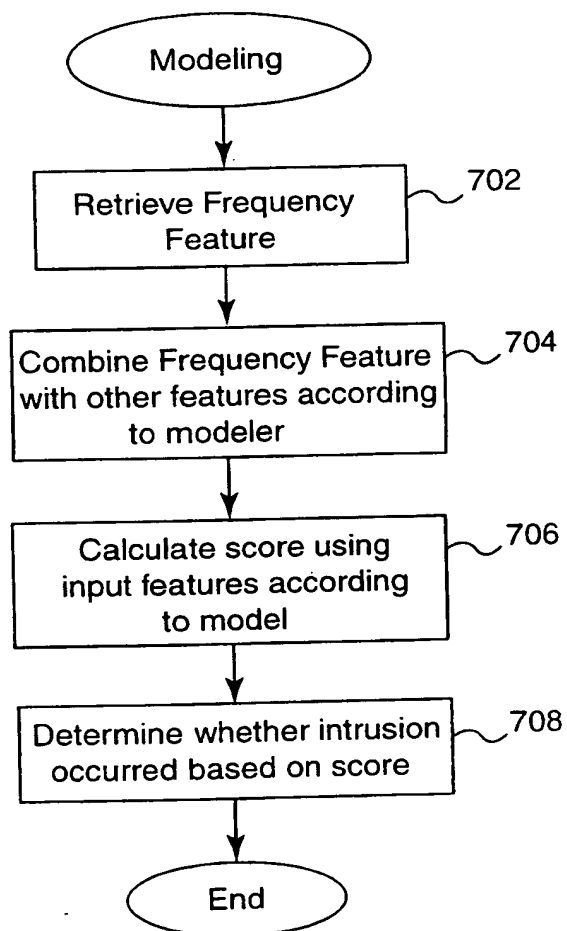 Modeling
Retrieve Frequency
Feature
702
Combine Frequency Feature
with other features according
to modeler
704
Calculate score using
input features according
to model
706
Determine whether intrusion
occurred based on score
708
End